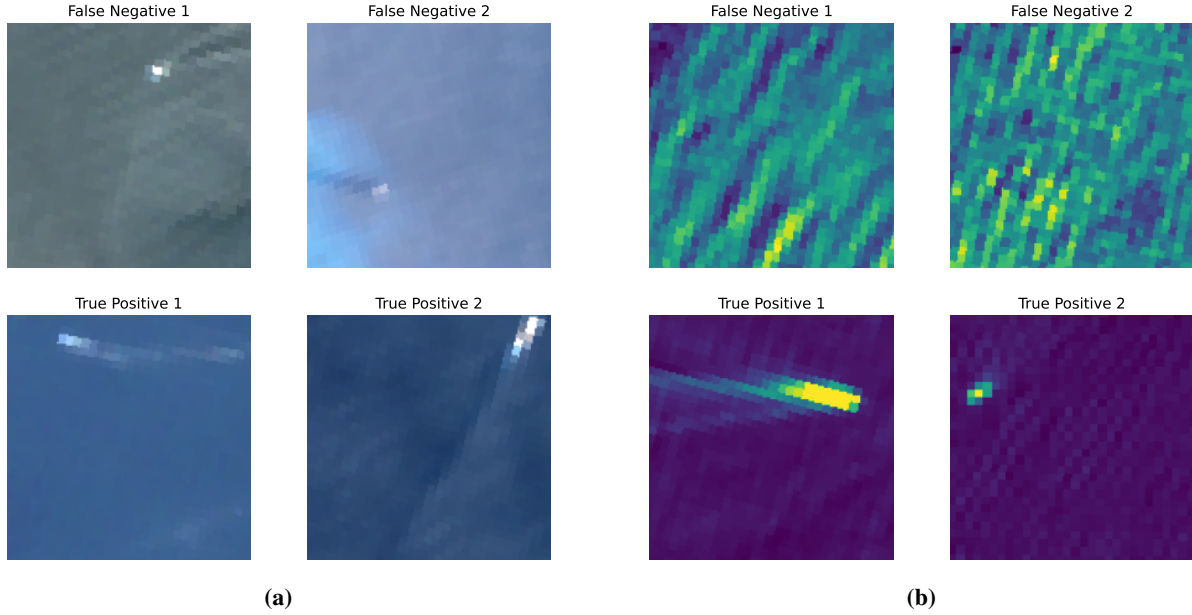 False Negative 1
False Negative 2
False Negative 1
False Negative 2
True Positive 1
True Positive 2
True Positive 1
True Positive 2
(a)
(b)